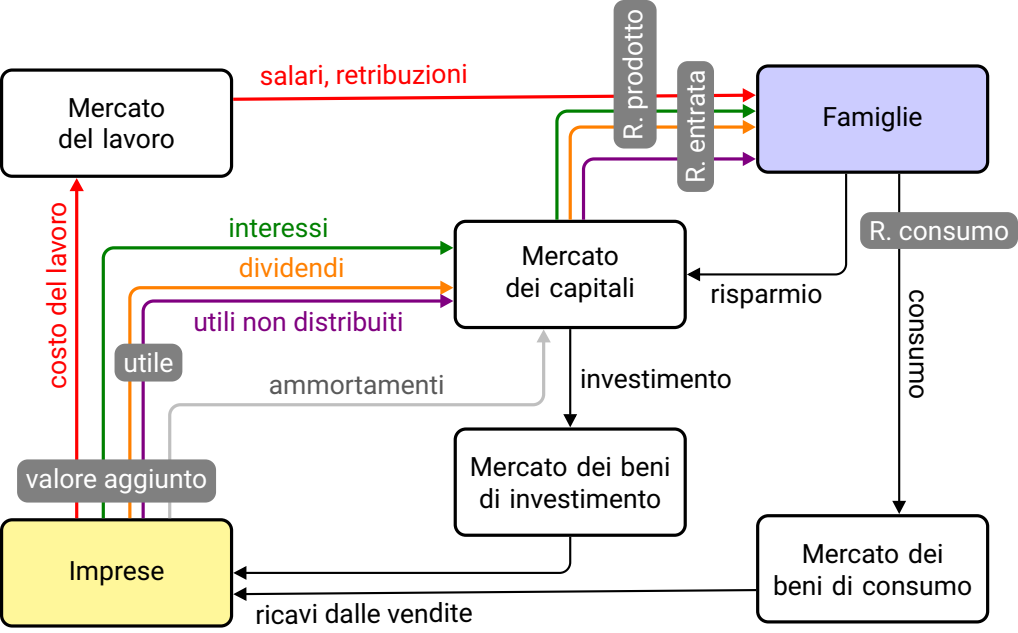 R. prodotto
salari, retribuzioni
R. entrata
Mercato
del lavoro
Famiglie
costo del lavoro
interessi
R. consumo
Mercato
dei capitali
dividendi
risparmio
utili non distribuiti
consumo
utile
ammortamenti
investimento
valore aggiunto
Mercato dei beni
di investimento
Imprese
Mercato dei
beni di consumo
ricavi dalle vendite